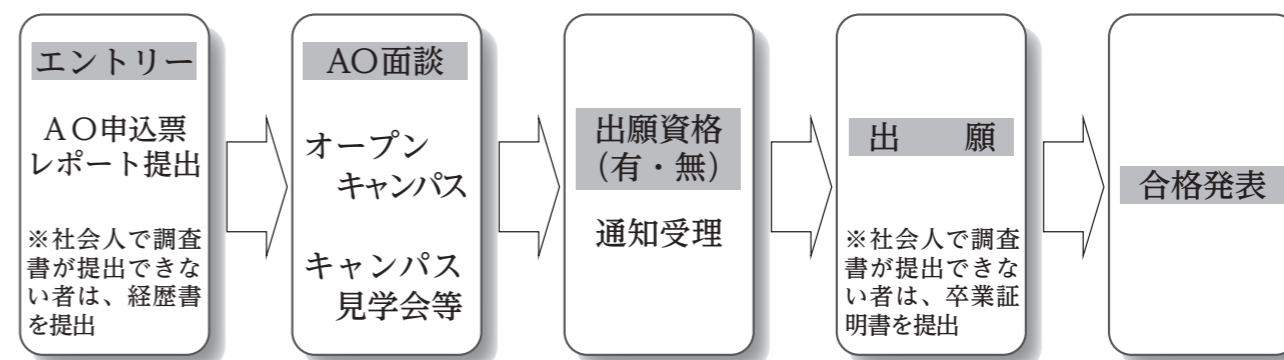 エントリー
AO申込票
レポート提出
※社会人で調査
書が提出できな
い者は、経歴書
を提出
AO面談
オープン
キャンパス
キャンパス
見学会等
出願資格
（有・無）
通知受理
出　　願
※社会人で調査
書が提出できな
い者は、卒業証
明書を提出
合格発表